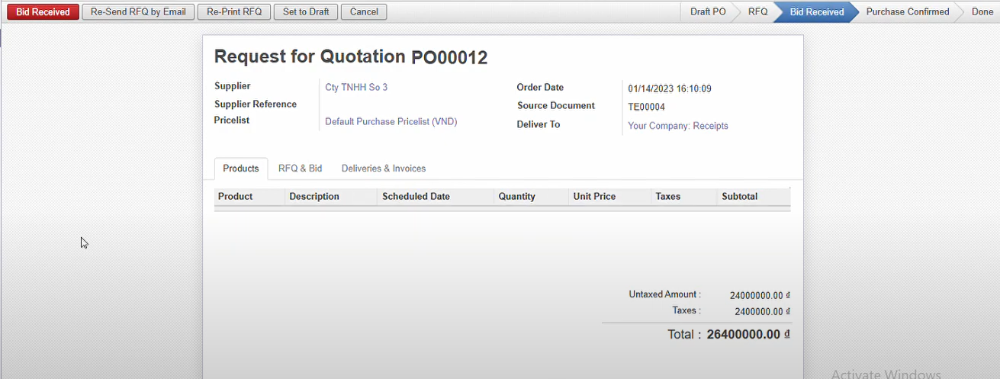 Bid Received Re-Send RFQ by Email Re-Print RFQ Set to Draft Cancel Draft PO RFQ Bid Received Purchase Confirmed Done
Request for Quotation PO00012
Supplier Cty TNHH So 3 Order Date 01/14/2023 16:10:09
Supplier Reference Source Document TE00004
Pricelist Default Purchase Pricelist (VND) Deliver To Your Company: Receipts
Products RFQ & Bid Deliveries & Invoices
Product Description Scheduled Date Quantity Unit Price Taxes Subtotal
Untaxed Amount : 24000000.00 đ
Taxes : 2400000.00 đ
Total : 26400000.00 đ
Activate Windows